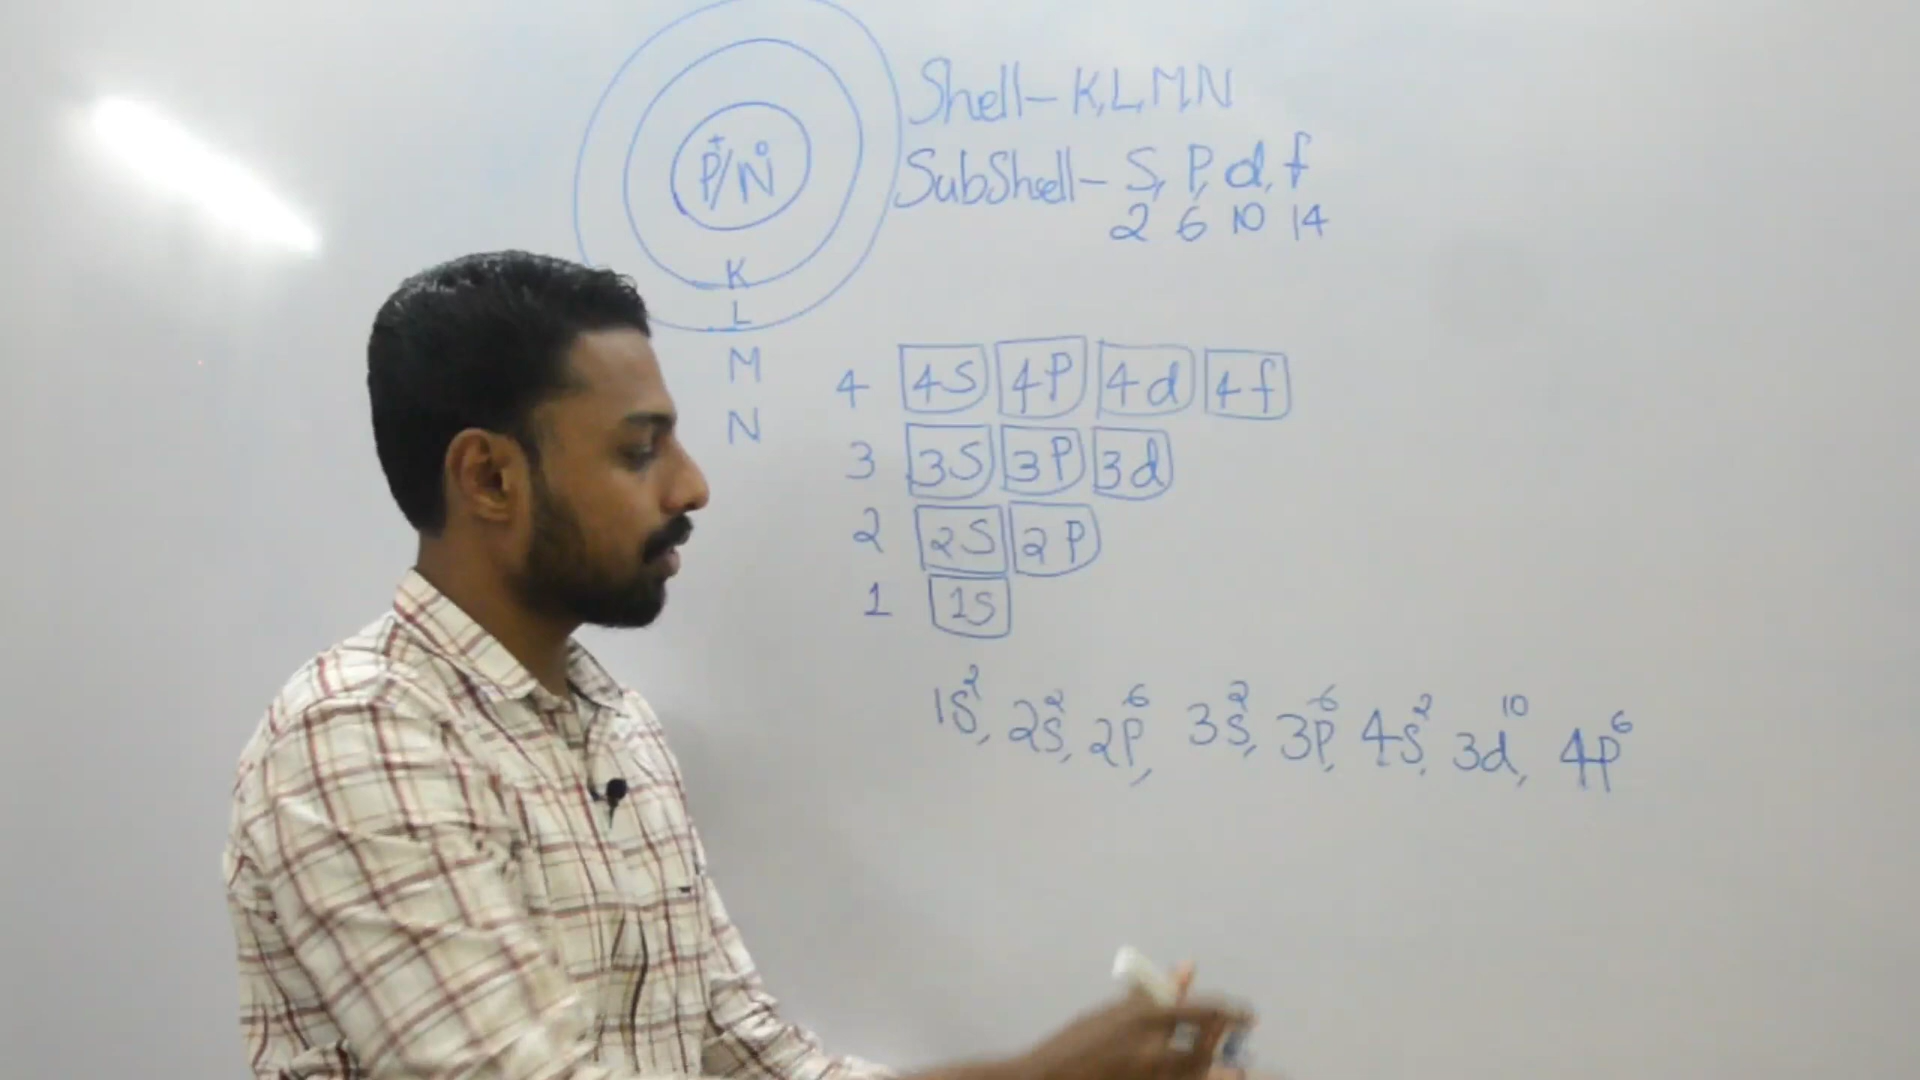 P⁺/N⁰
K
L
M
N
Shell - K, L, M, N
SubShell - S, P, d, f
2 6 10 14
4 4S 4P 4d 4f
3 3S 3P 3d
2 2S 2P
1 1S
1S², 2S², 2P⁶, 3S², 3P⁶, 4S², 3d¹⁰, 4P⁶